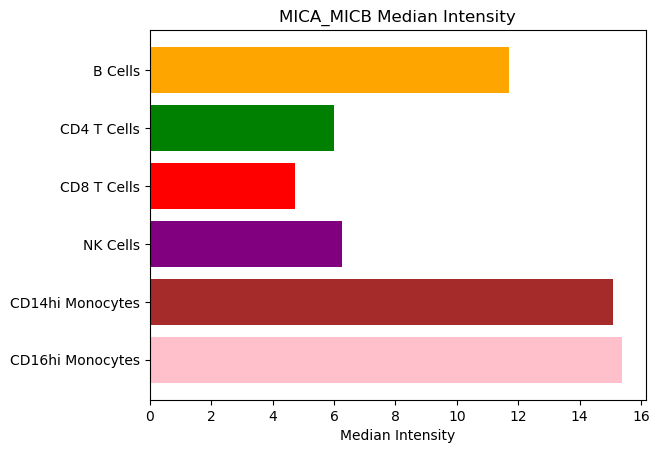 MICA_MICB Median Intensity
B Cells
CD4 T Cells
CD8 T Cells
NK Cells
CD14hi Monocytes
CD16hi Monocytes
0 2 4 6 8 10 12 14 16
Median Intensity